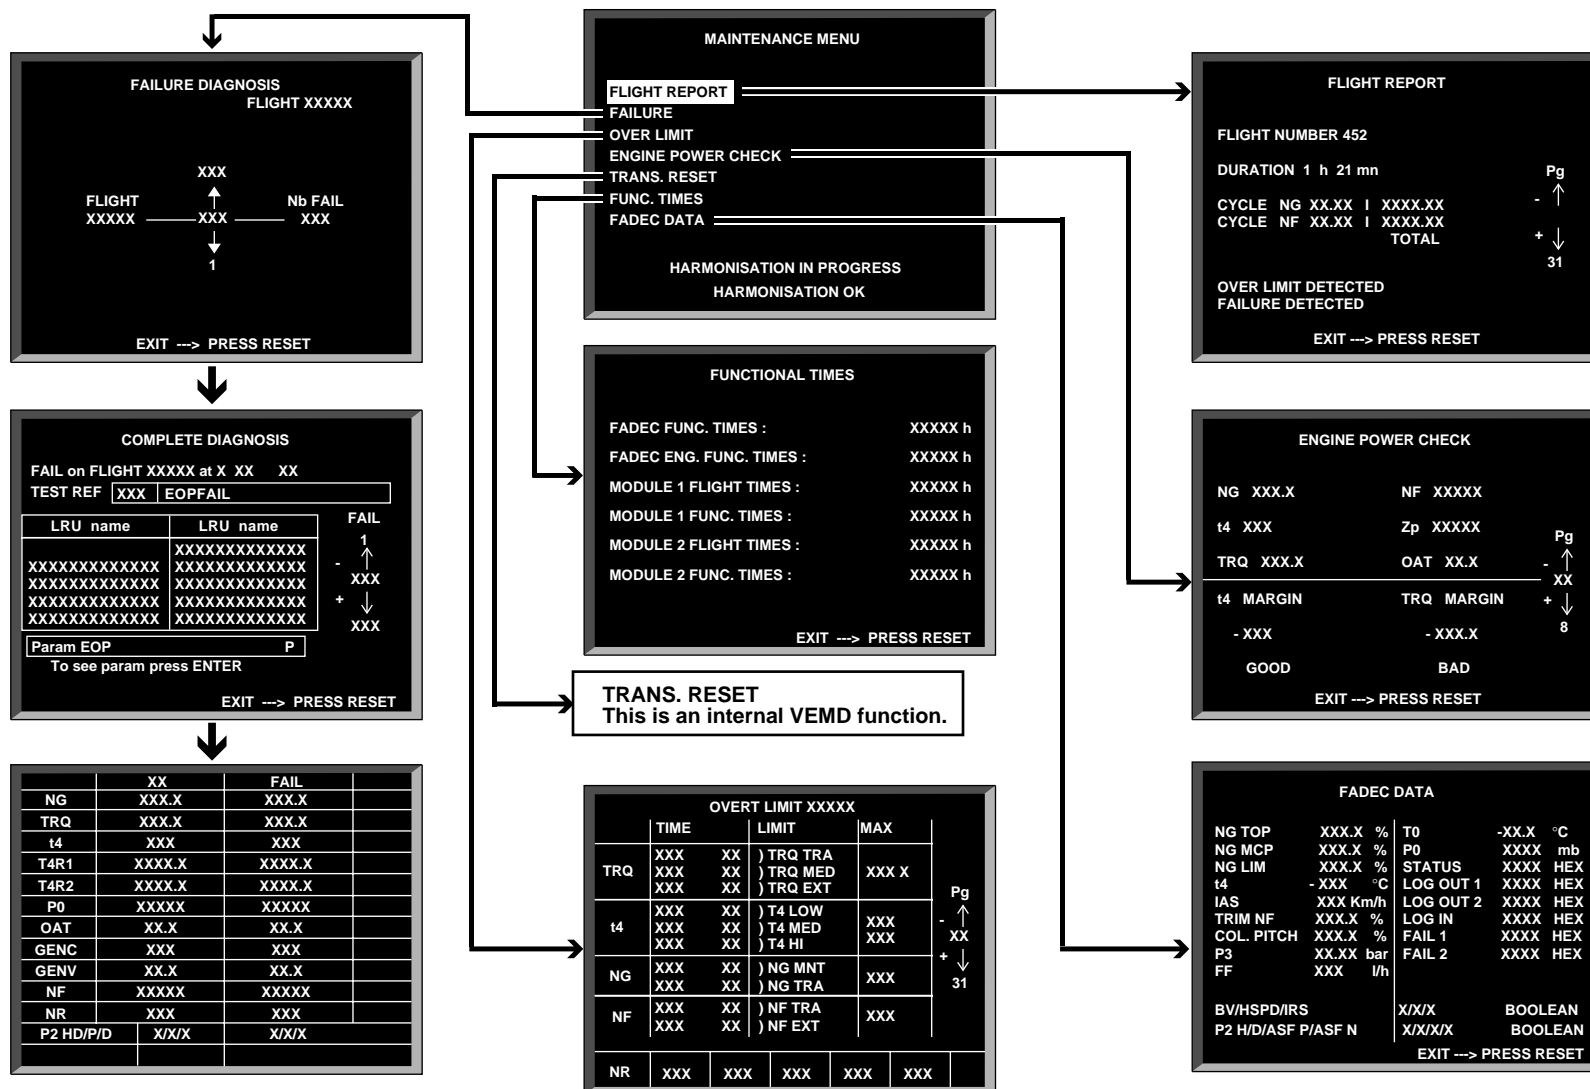 MAINTENANCE MENU
FLIGHT REPORT
FAILURE
OVER LIMIT
ENGINE POWER CHECK
TRANS. RESET
FUNC. TIMES
FADEC DATA
HARMONISATION IN PROGRESS
HARMONISATION OK
FAILURE DIAGNOSIS
FLIGHT XXXXX
XXX
FLIGHT Nb FAIL
XXXXX XXX XXX
1
EXIT ---> PRESS RESET
COMPLETE DIAGNOSIS
FAIL on FLIGHT XXXXX at X XX XX
TEST REF XXX EOPFAIL
LRU name LRU name FAIL
1
XXXXXXXXXXXXX
XXXXXXXXXXXXX XXXXXXXXXXXXX -
XXXXXXXXXXXXX XXXXXXXXXXXXX XXX
XXXXXXXXXXXXX XXXXXXXXXXXXX +
XXXXXXXXXXXXX XXXXXXXXXXXXX XXX
Param EOP P
To see param press ENTER
EXIT ---> PRESS RESET
XX FAIL
NG XXX.X XXX.X
TRQ XXX.X XXX.X
t4 XXX XXX
T4R1 XXXX.X XXXX.X
T4R2 XXXX.X XXXX.X
P0 XXXXX XXXXX
OAT XX.X XX.X
GENC XXX XXX
GENV XX.X XX.X
NF XXXXX XXXXX
NR XXX XXX
P2 HD/P/D X/X/X X/X/X
FUNCTIONAL TIMES
FADEC FUNC. TIMES : XXXXX h
FADEC ENG. FUNC. TIMES : XXXXX h
MODULE 1 FLIGHT TIMES : XXXXX h
MODULE 1 FUNC. TIMES : XXXXX h
MODULE 2 FLIGHT TIMES : XXXXX h
MODULE 2 FUNC. TIMES : XXXXX h
EXIT ---> PRESS RESET
TRANS. RESET
This is an internal VEMD function.
OVERT LIMIT XXXXX
TIME LIMIT MAX
TRQ XXX XX ) TRQ TRA
XXX XX ) TRQ MED XXX X
XXX XX ) TRQ EXT
t4 XXX XX ) T4 LOW
XXX XX ) T4 MED XXX
XXX XX ) T4 HI XXX
NG XXX XX ) NG MNT XXX
XXX XX ) NG TRA
NF XXX XX ) NF TRA XXX
XXX XX ) NF EXT
Pg
-
XX
+
31
NR XXX XXX XXX XXX XXX
FLIGHT REPORT
FLIGHT NUMBER 452
DURATION 1 h 21 mn Pg
CYCLE NG XX.XX I XXXX.XX -
CYCLE NF XX.XX I XXXX.XX
TOTAL +
31
OVER LIMIT DETECTED
FAILURE DETECTED
EXIT ---> PRESS RESET
ENGINE POWER CHECK
NG XXX.X NF XXXXX
t4 XXX Zp XXXXX
Pg
TRQ XXX.X OAT XX.X -
XX
t4 MARGIN TRQ MARGIN +
- XXX - XXX.X 8
GOOD BAD
EXIT ---> PRESS RESET
FADEC DATA
NG TOP XXX.X % T0 -XX.X °C
NG MCP XXX.X % P0 XXXX mb
NG LIM XXX.X % STATUS XXXX HEX
t4 - XXX °C LOG OUT 1 XXXX HEX
IAS XXX Km/h LOG OUT 2 XXXX HEX
TRIM NF XXX.X % LOG IN XXXX HEX
COL. PITCH XXX.X % FAIL 1 XXXX HEX
P3 XX.XX bar FAIL 2 XXXX HEX
FF XXX l/h
BV/HSPD/IRS X/X/X BOOLEAN
P2 H/D/ASF P/ASF N X/X/X/X BOOLEAN
EXIT ---> PRESS RESET